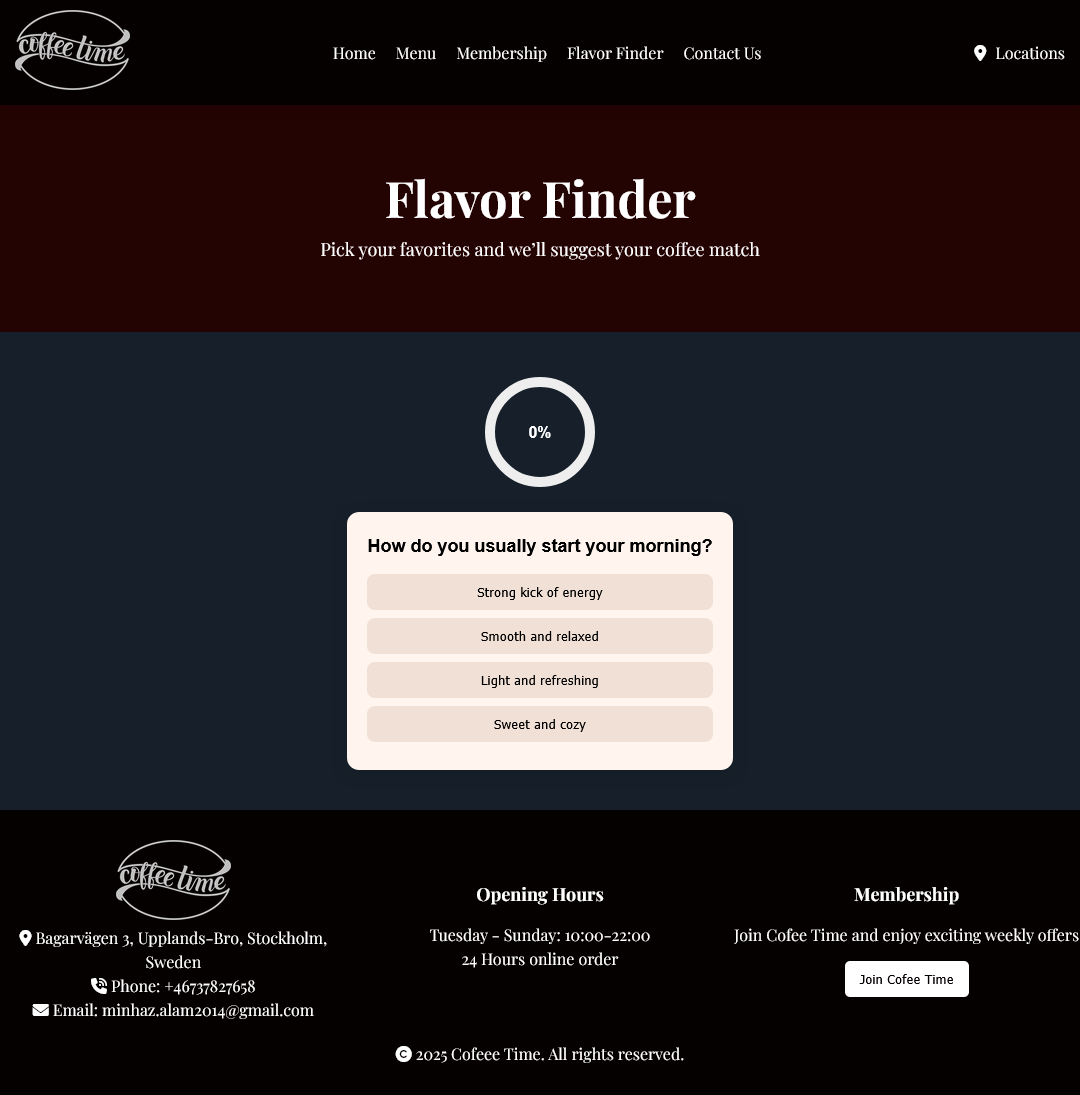 coffee time
Home Menu Membership Flavor Finder Contact Us
Locations
Flavor Finder
Pick your favorites and we’ll suggest your coffee match
0%
How do you usually start your morning?
Strong kick of energy
Smooth and relaxed
Light and refreshing
Sweet and cozy
coffee time
Bagarvägen 3, Upplands-Bro, Stockholm,
Sweden
Phone: +46737827658
Email: minhaz.alam2014@gmail.com
Opening Hours
Tuesday - Sunday: 10:00-22:00
24 Hours online order
Membership
Join Cofee Time and enjoy exciting weekly offers
Join Cofee Time
© 2025 Cofeee Time. All rights reserved.